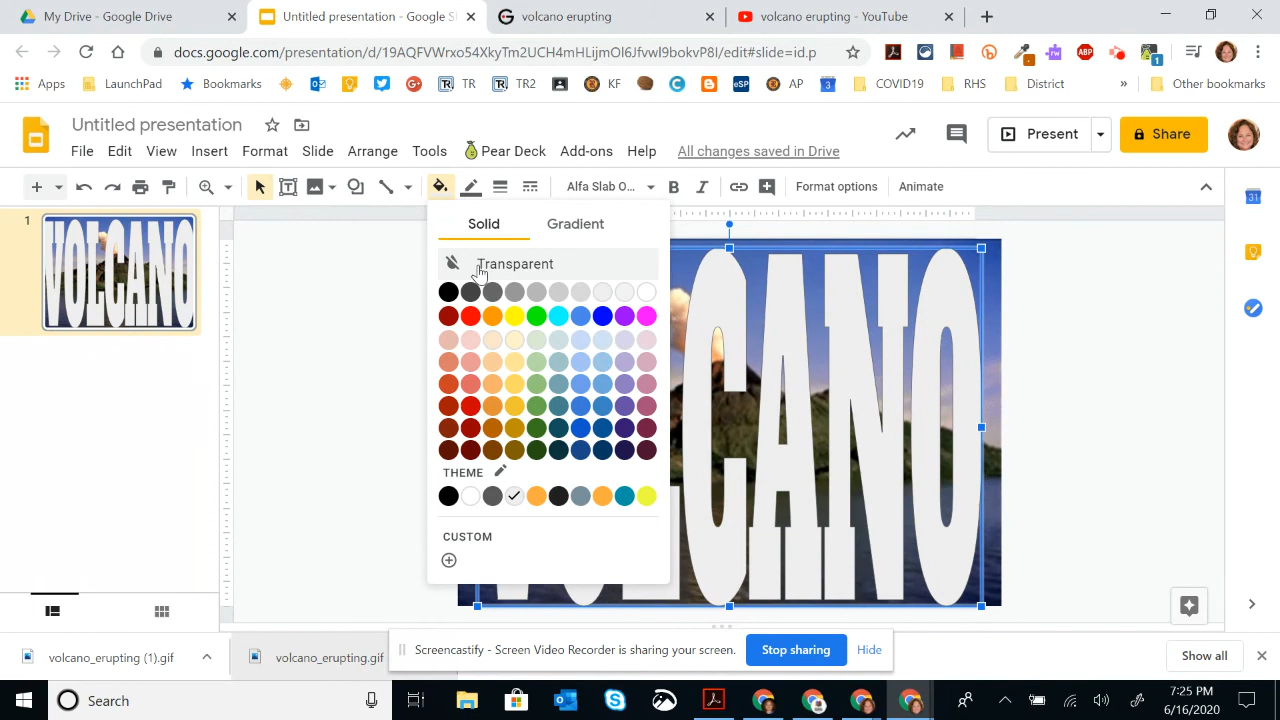 My Drive - Google Drive
Untitled presentation - Google S
volcano erupting
volcano erupting - YouTube
docs.google.com/presentation/d/19AQFVWrxo54XkyTm2UCH4mHLijmOl6JfvwI9bokvP8I/edit#slide=id.p
Apps
LaunchPad
Bookmarks
TR
TR2
KF
AP
COVID19
RHS
District
Other bookmarks
Untitled presentation
Present
Share
File Edit View Insert Format Slide Arrange Tools Pear Deck Add-ons Help All changes saved in Drive
Alfa Slab O...
B I
Format options
Animate
1
VOLCANO
Solid
Gradient
Transparent
THEME
CUSTOM
VOLCANO
volcano_erupting (1).gif
volcano_erupting.gif
Screencastify - Screen Video Recorder is sharing your screen.
Stop sharing
Hide
Show all
Search
7:25 PM
6/16/2020